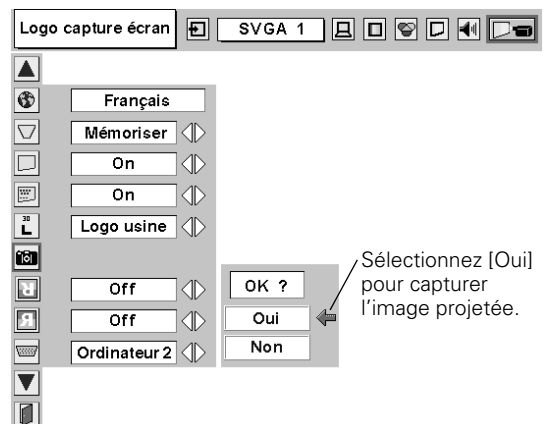 Logo capture écran
SVGA 1
Français
Mémoriser
On
On
30
L
Logo usine
Off
Off
Ordinateur 2
OK ?
Oui
Non
Sélectionnez [Oui]
pour capturer
l’image projetée.